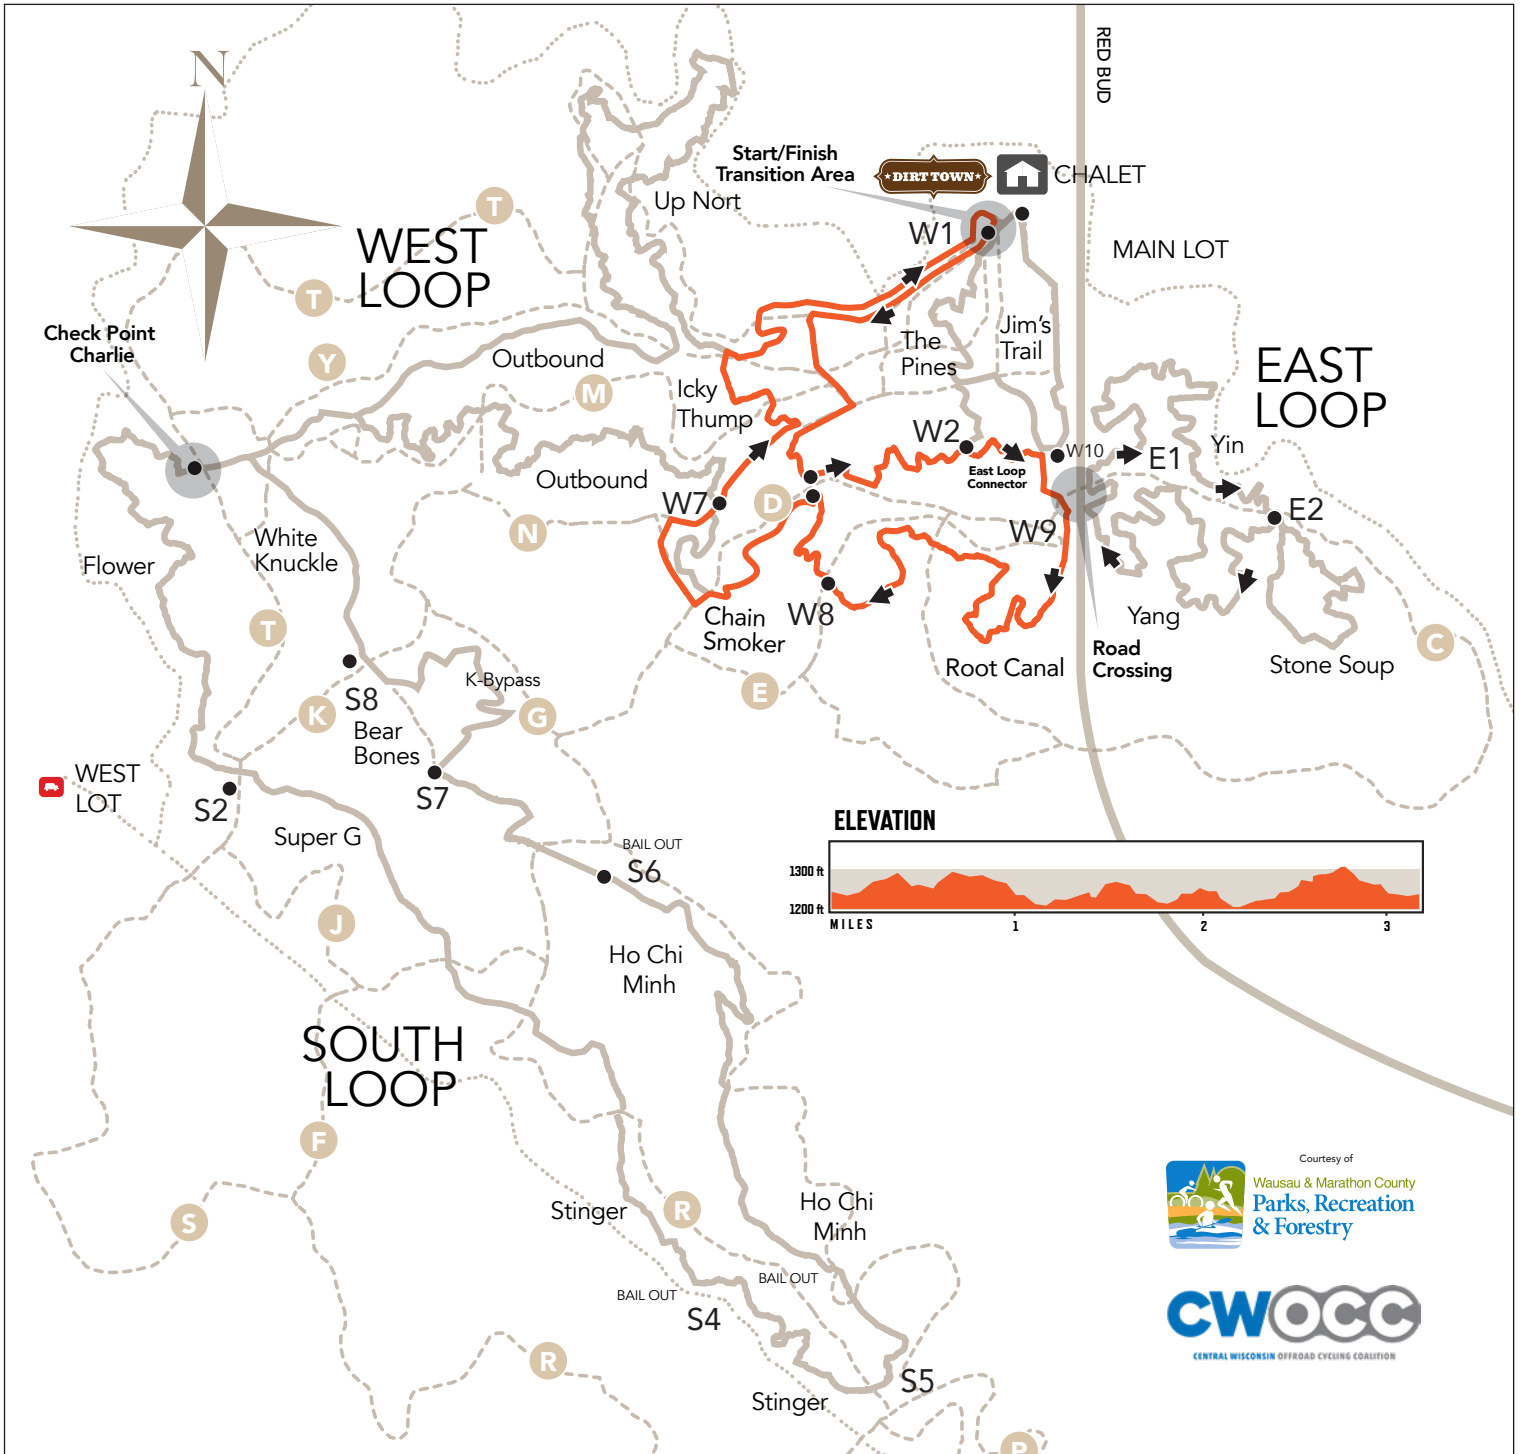 N
RED BUD
Start/Finish
Transition Area
DIRT TOWN
CHALET
Up Nort
T
WEST
LOOP
W1
MAIN LOT
T
Check Point
Charlie
Y
Outbound
The
Pines
Jim's
Trail
EAST
LOOP
M
Icky
Thump
W2
W10
E1
Yin
East Loop
Connector
Outbound
W7
D
E2
N
W9
White
Knuckle
Flower
Chain
Smoker
W8
Yang
T
Road
Crossing
C
Root Canal
Stone Soup
K-Bypass
E
S8
K
G
Bear
Bones
WEST
LOT
S7
S2
Super G
BAIL OUT
S6
ELEVATION
1300 ft
1200 ft
MILES
1
2
3
J
Ho Chi
Minh
SOUTH
LOOP
F
Courtesy of
Wausau & Marathon County
Parks, Recreation
& Forestry
S
Stinger
R
Ho Chi
Minh
BAIL OUT
BAIL OUT
S4
CWOCC
CENTRAL WISCONSIN OFFROAD CYCLING COALITION
R
S5
Stinger
P